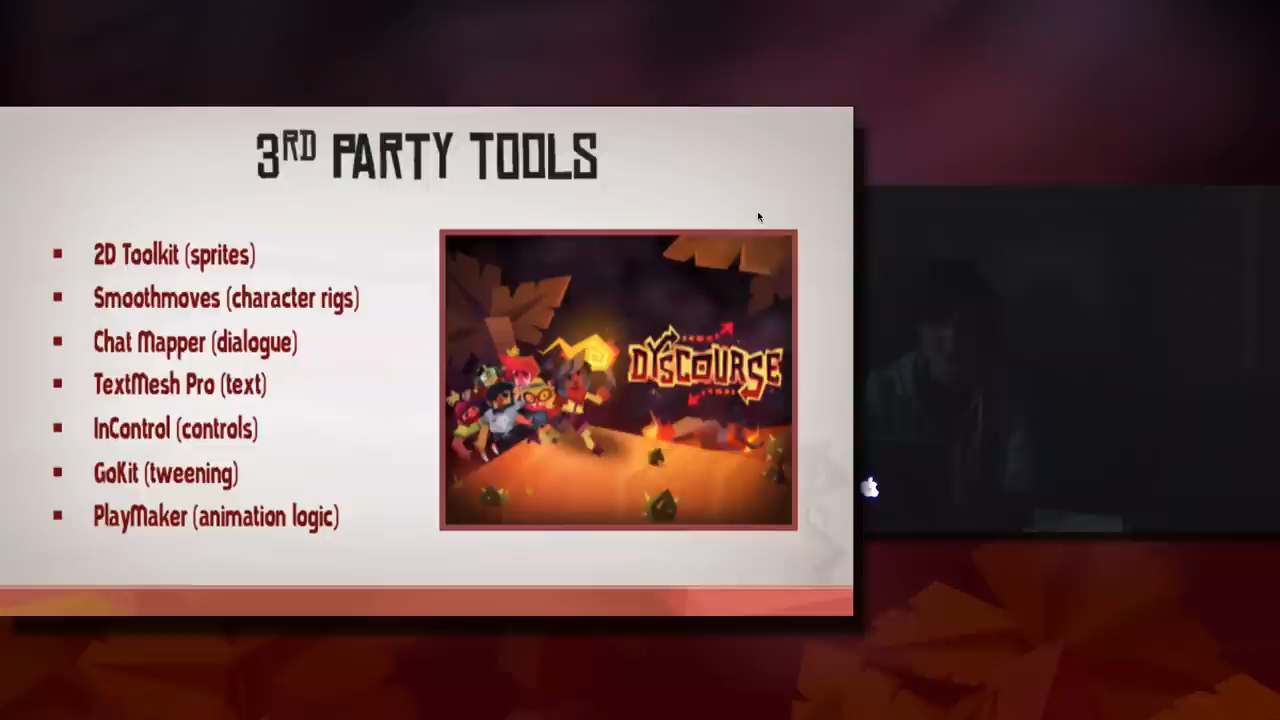 3RD PARTY TOOLS
▪ 2D Toolkit (sprites)
▪ Smoothmoves (character rigs)
▪ Chat Mapper (dialogue)
▪ TextMesh Pro (text)
▪ InControl (controls)
▪ GoKit (tweening)
▪ PlayMaker (animation logic)
DYSCOURSE